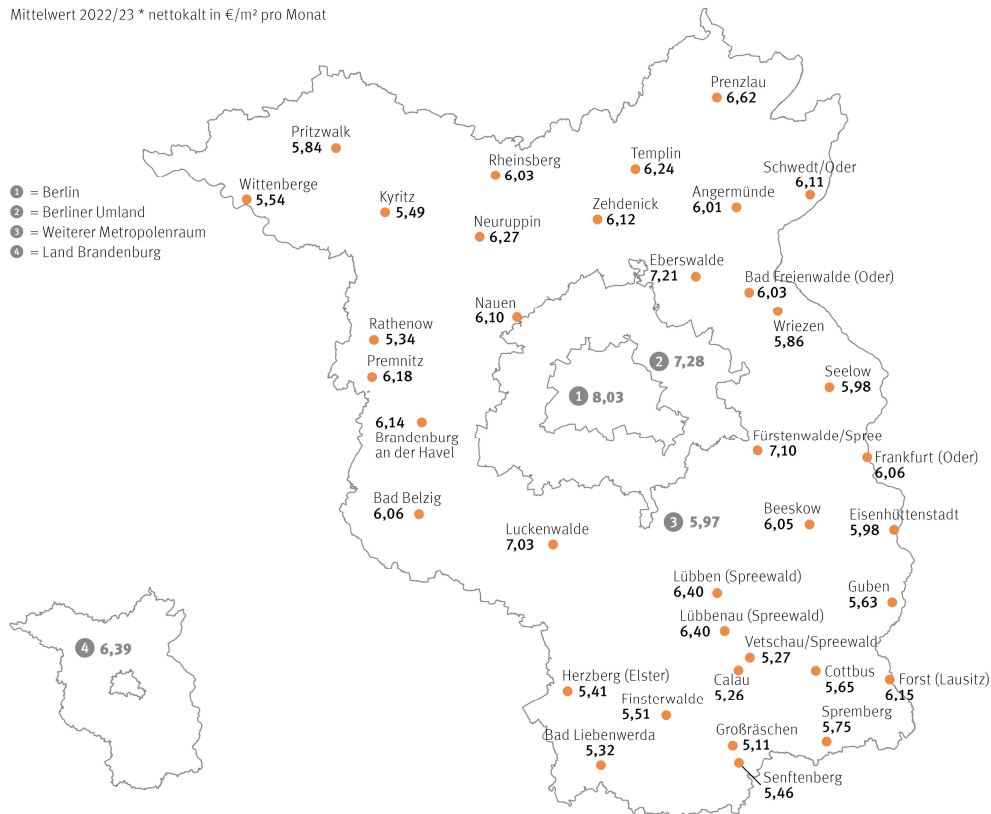 Mittelwert 2022/23 * nettokalt in €/m² pro Monat
Prenzlau
6,62
Pritzwalk
5,84
Rheinsberg
6,03
Templin
6,24
Schwedt/Oder
6,11
1 = Berlin
2 = Berliner Umland
3 = Weiterer Metropolenraum
4 = Land Brandenburg
Wittenberge
5,54
Kyritz
5,49
Neuruppin
6,27
Zehdenick
6,12
Angermünde
6,01
Eberswalde
7,21
Bad Freienwalde (Oder)
6,03
Nauen
6,10
Wriezen
5,86
Rathenow
5,34
Premnitz
6,18
2 7,28
Seelow
5,98
1 8,03
6,14
Brandenburg
an der Havel
Fürstenwalde/Spree
7,10
Frankfurt (Oder)
6,06
Bad Belzig
6,06
Luckenwalde
7,03
3 5,97
Beeskow
6,05
Eisenhüttenstadt
5,98
Lübben (Spreewald)
6,40
Guben
5,63
Lübbenau (Spreewald)
6,40
Vetschau/Spreewald
5,27
Calau
5,26
Cottbus
5,65
Forst (Lausitz)
6,15
4 6,39
Herzberg (Elster)
5,41
Finsterwalde
5,51
Spremberg
5,75
Bad Liebenwerda
5,32
Großräschen
5,11
Senftenberg
5,46